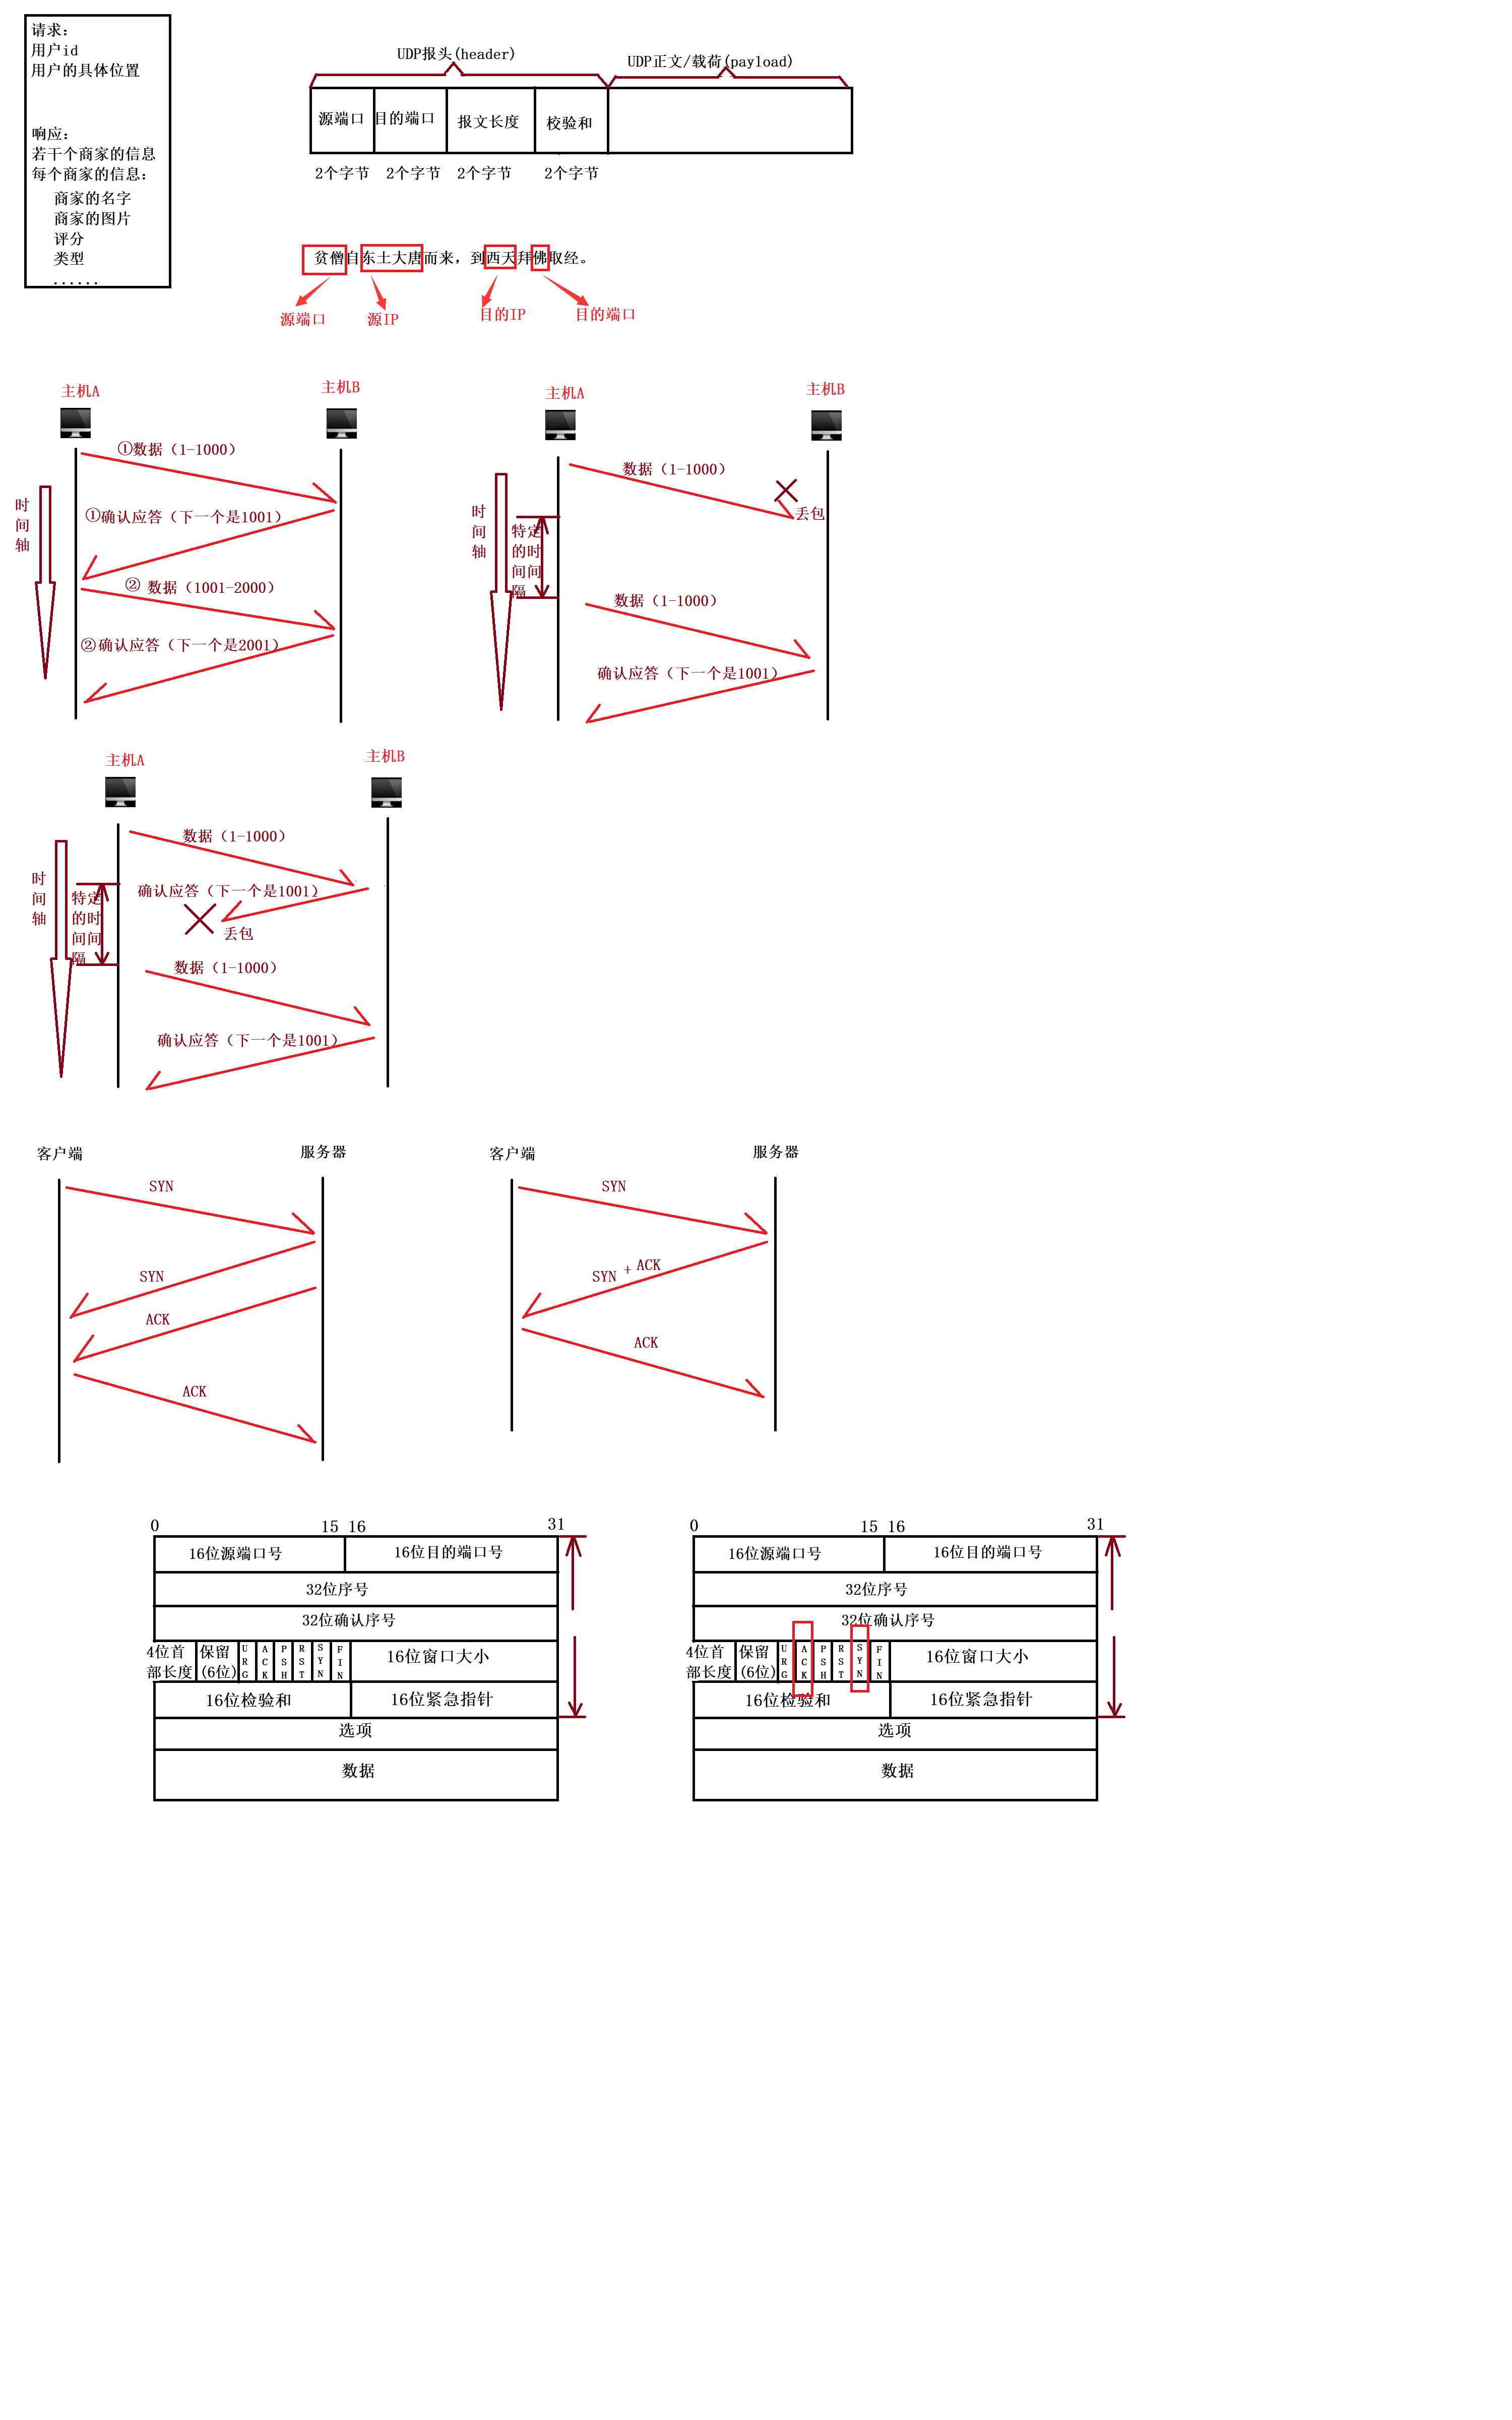 请求：
用户id
用户的具体位置
响应：
若干个商家的信息
每个商家的信息：
商家的名字
商家的图片
评分
类型
......
UDP报头(header)
UDP正文/载荷(payload)
源端口
目的端口
报文长度
校验和
2个字节
2个字节
2个字节
2个字节
贫僧自东土大唐而来，到西天拜佛取经。
源端口
源IP
目的IP
目的端口
主机A
主机B
①数据（1-1000）
①确认应答（下一个是1001）
② 数据（1001-2000）
②确认应答（下一个是2001）
时
间
轴
主机A
主机B
数据（1-1000）
丢包
时
间
轴
特定
的时
间间
隔
数据（1-1000）
确认应答（下一个是1001）
主机A
主机B
数据（1-1000）
确认应答（下一个是1001）
丢包
时
间
轴
特定
的时
间间
隔
数据（1-1000）
确认应答（下一个是1001）
客户端
服务器
SYN
SYN
ACK
ACK
客户端
服务器
SYN
SYN + ACK
ACK
0
15 16
31
16位源端口号
16位目的端口号
32位序号
32位确认序号
4位首
部长度
保留
(6位)
URG
ACK
PSH
RST
SYN
FIN
16位窗口大小
16位检验和
16位紧急指针
选项
数据
0
15 16
31
16位源端口号
16位目的端口号
32位序号
32位确认序号
4位首
部长度
保留
(6位)
URG
ACK
PSH
RST
SYN
FIN
16位窗口大小
16位检验和
16位紧急指针
选项
数据